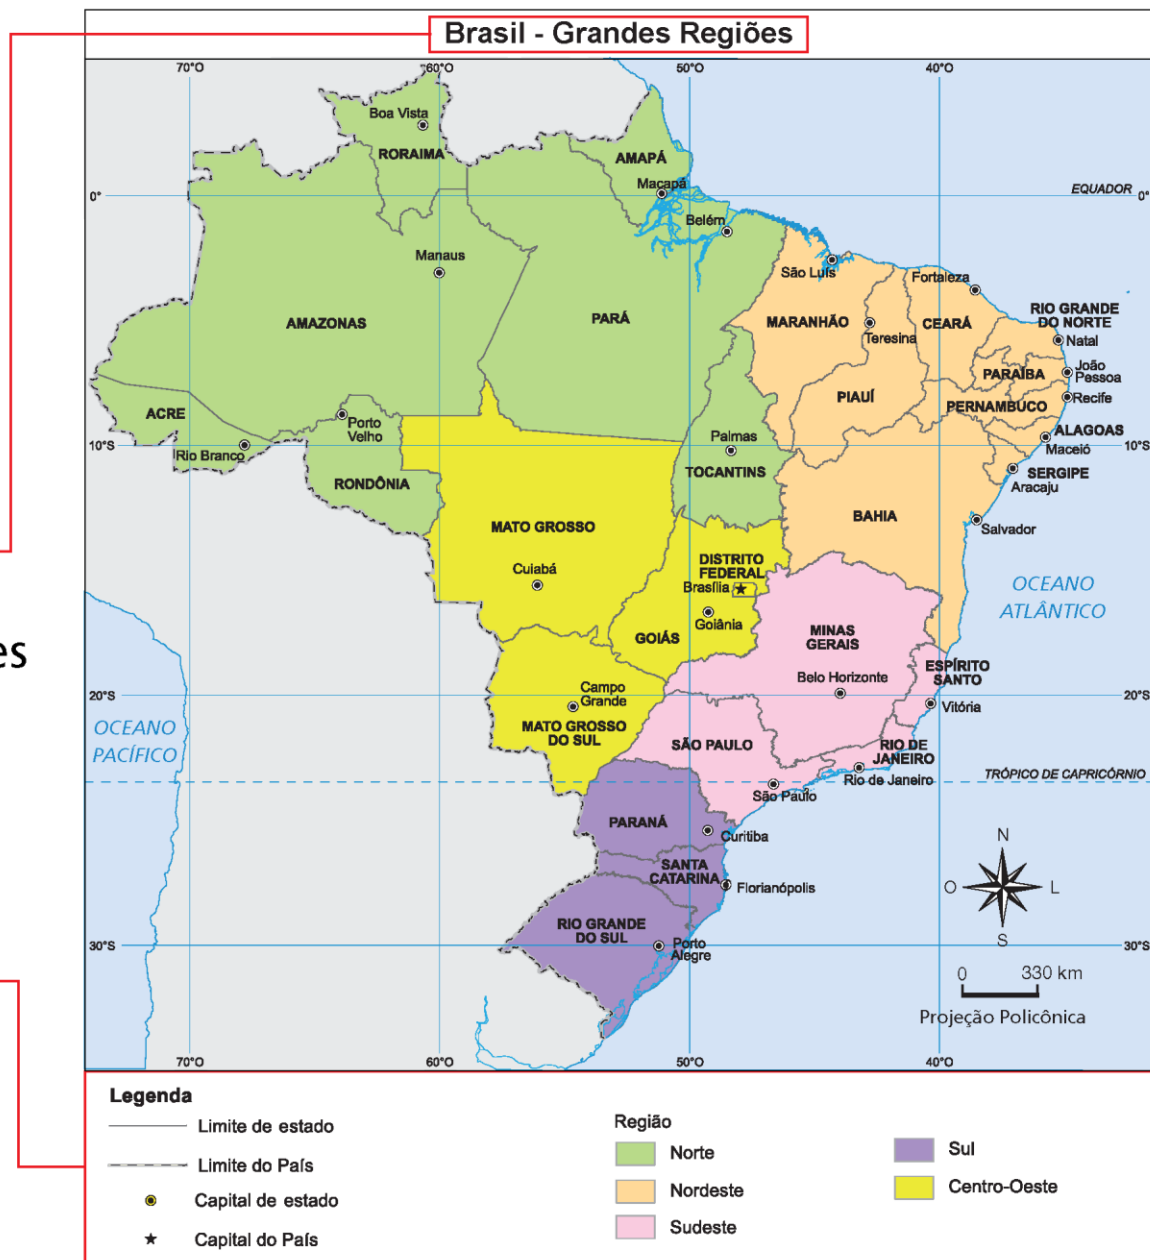 Brasil - Grandes Regiões
70°O
60°O
50°O
40°O
Boa Vista
RORAIMA
AMAPÁ
Macapá
EQUADOR
0°
0°
Belém
Manaus
São Luís
Fortaleza
AMAZONAS
PARÁ
MARANHÃO
Teresina
CEARÁ
RIO GRANDE
DO NORTE
Natal
PARAÍBA
João
Pessoa
PIAUÍ
PERNAMBUCO
Recife
ACRE
Porto
Velho
Rio Branco
Palmas
ALAGOAS
Maceió
10°S
10°S
RONDÔNIA
TOCANTINS
SERGIPE
Aracaju
MATO GROSSO
BAHIA
Salvador
Cuiabá
DISTRITO
FEDERAL
Brasília
Goiânia
GOIÁS
OCEANO
ATLÂNTICO
MINAS
GERAIS
es
Belo Horizonte
ESPÍRITO
SANTO
Vitória
20°S
20°S
Campo
Grande
MATO GROSSO
DO SUL
OCEANO
PACÍFICO
SÃO PAULO
RIO DE
JANEIRO
Rio de Janeiro
TRÓPICO DE CAPRICÓRNIO
São Paulo
PARANÁ
Curitiba
SANTA
CATARINA
Florianópolis
N
O
L
S
RIO GRANDE
DO SUL
Porto
Alegre
30°S
30°S
0
330 km
Projeção Policônica
70°O
60°O
50°O
40°O
Legenda
Limite de estado
Limite do País
Capital de estado
Capital do País
Região
Norte
Nordeste
Sudeste
Sul
Centro-Oeste